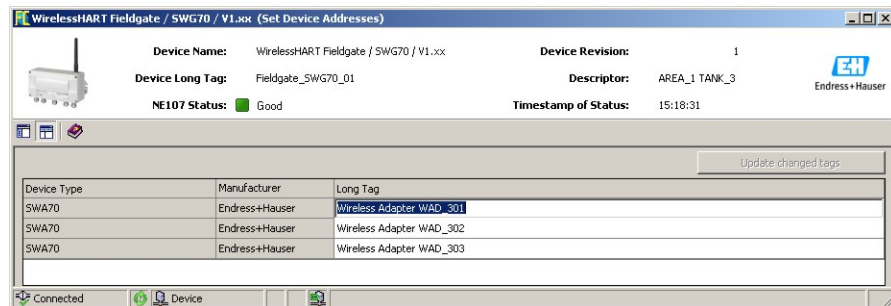 WirelessHART Fieldgate / SWG70 / V1.xx (Set Device Addresses)
Device Name: WirelessHART Fieldgate / SWG70 / V1.xx Device Revision: 1
Device Long Tag: Fieldgate_SWG70_01 Descriptor: AREA_1 TANK_3
NE107 Status: Good Timestamp of Status: 15:18:31
EH
Endress+Hauser
Update changed tags
Device Type Manufacturer Long Tag
SWA70 Endress+Hauser Wireless Adapter WAD_301
SWA70 Endress+Hauser Wireless Adapter WAD_302
SWA70 Endress+Hauser Wireless Adapter WAD_303
Connected Device